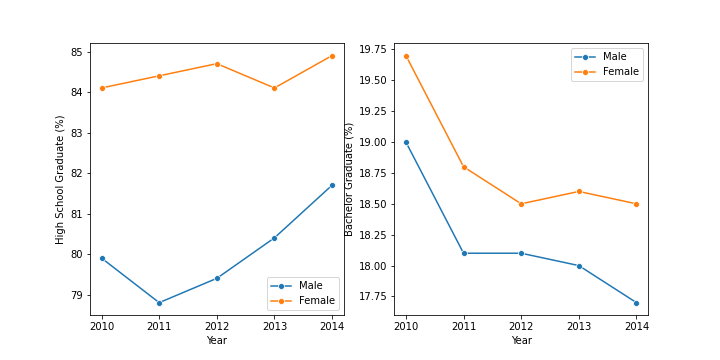 High School Graduate (%)
85
84
83
82
81
80
79
2010 2011 2012 2013 2014
Year
Male
Female
Bachelor Graduate (%)
19.75
19.50
19.25
19.00
18.75
18.50
18.25
18.00
17.75
2010 2011 2012 2013 2014
Year
Male
Female